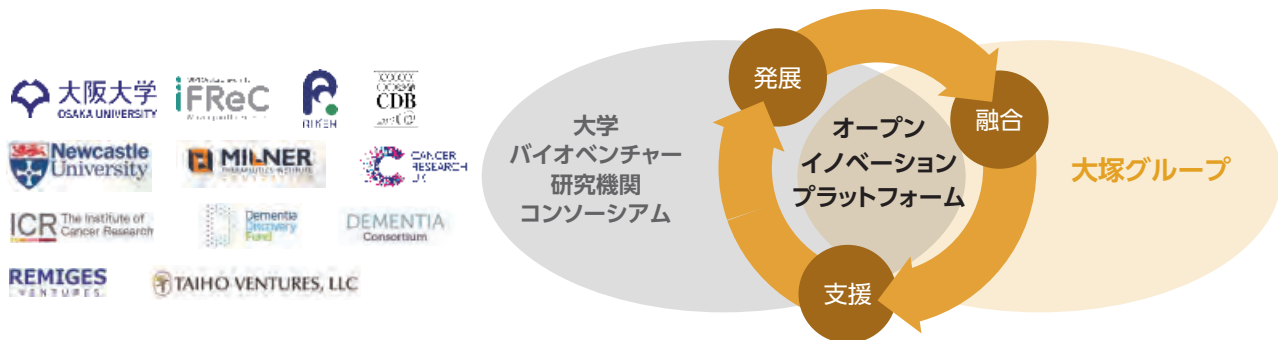 大阪大学
OSAKA UNIVERSITY
iFReC
RIKEN
CDB
Newcastle
University
MILNER
THERAPEUTICS INSTITUTE
CANCER
RESEARCH
UK
ICR The Institute of
Cancer Research
Dementia
Discovery
Fund
DEMENTIA
Consortium
REMIGES
VENTURES
TAIHO VENTURES, LLC
大学
バイオベンチャー
研究機関
コンソーシアム
発展
融合
支援
オープン
イノベーション
プラットフォーム
大塚グループ